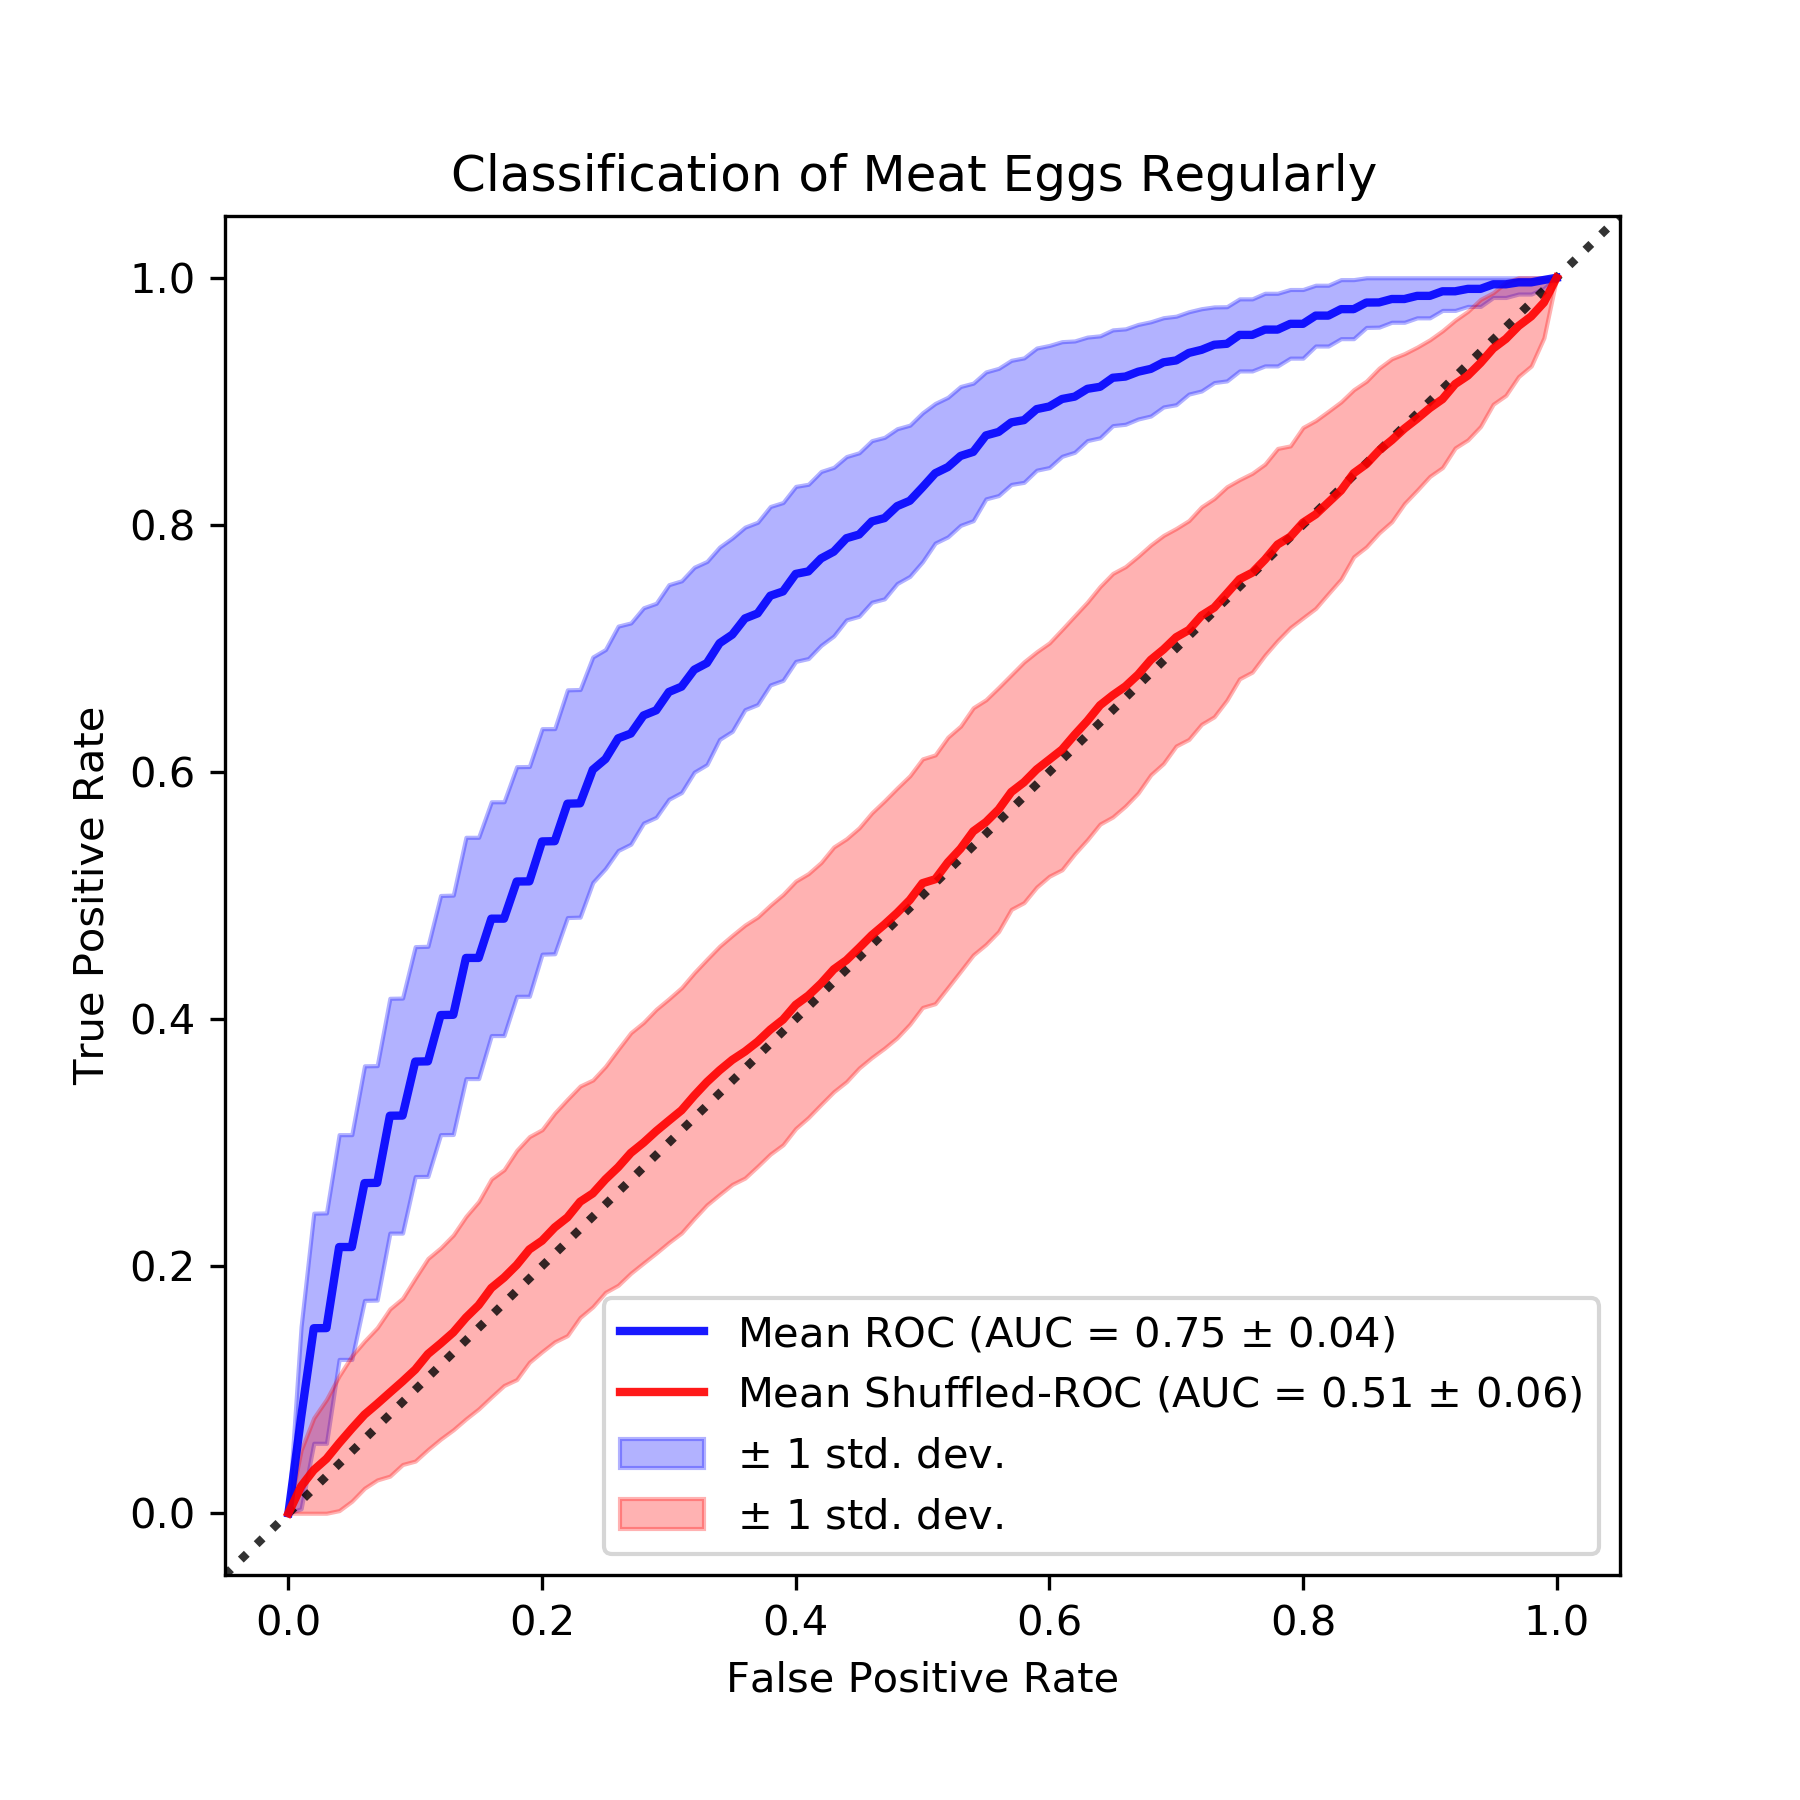 Classification of Meat Eggs Regularly
True Positive Rate
1.0
0.8
0.6
0.4
0.2
0.0
Mean ROC (AUC = 0.75 ± 0.04)
Mean Shuffled-ROC (AUC = 0.51 ± 0.06)
± 1 std. dev.
± 1 std. dev.
0.0 0.2 0.4 0.6 0.8 1.0
False Positive Rate